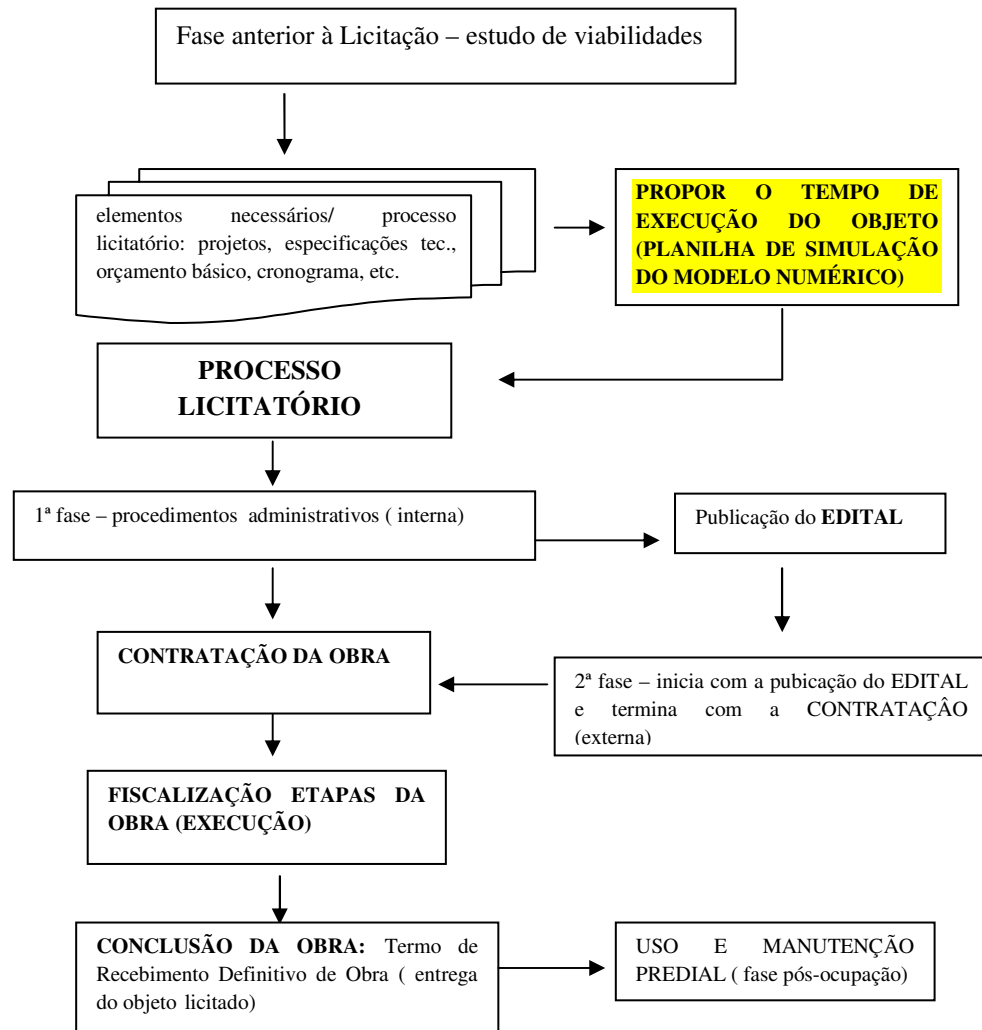 Fase anterior à Licitação – estudo de viabilidades
elementos necessários/ processo
licitatório: projetos, especificações tec.,
orçamento básico, cronograma, etc.
PROPOR O TEMPO DE
EXECUÇÃO DO OBJETO
(PLANILHA DE SIMULAÇÃO
DO MODELO NUMÉRICO)
PROCESSO
LICITATÓRIO
1ª fase – procedimentos administrativos ( interna)
Publicação do EDITAL
CONTRATAÇÃO DA OBRA
2ª fase – inicia com a pubicação do EDITAL
e termina com a CONTRATAÇÂO
(externa)
FISCALIZAÇÃO ETAPAS DA
OBRA (EXECUÇÃO)
CONCLUSÃO DA OBRA: Termo de
Recebimento Definitivo de Obra ( entrega
do objeto licitado)
USO E MANUTENÇÃO
PREDIAL ( fase pós-ocupação)